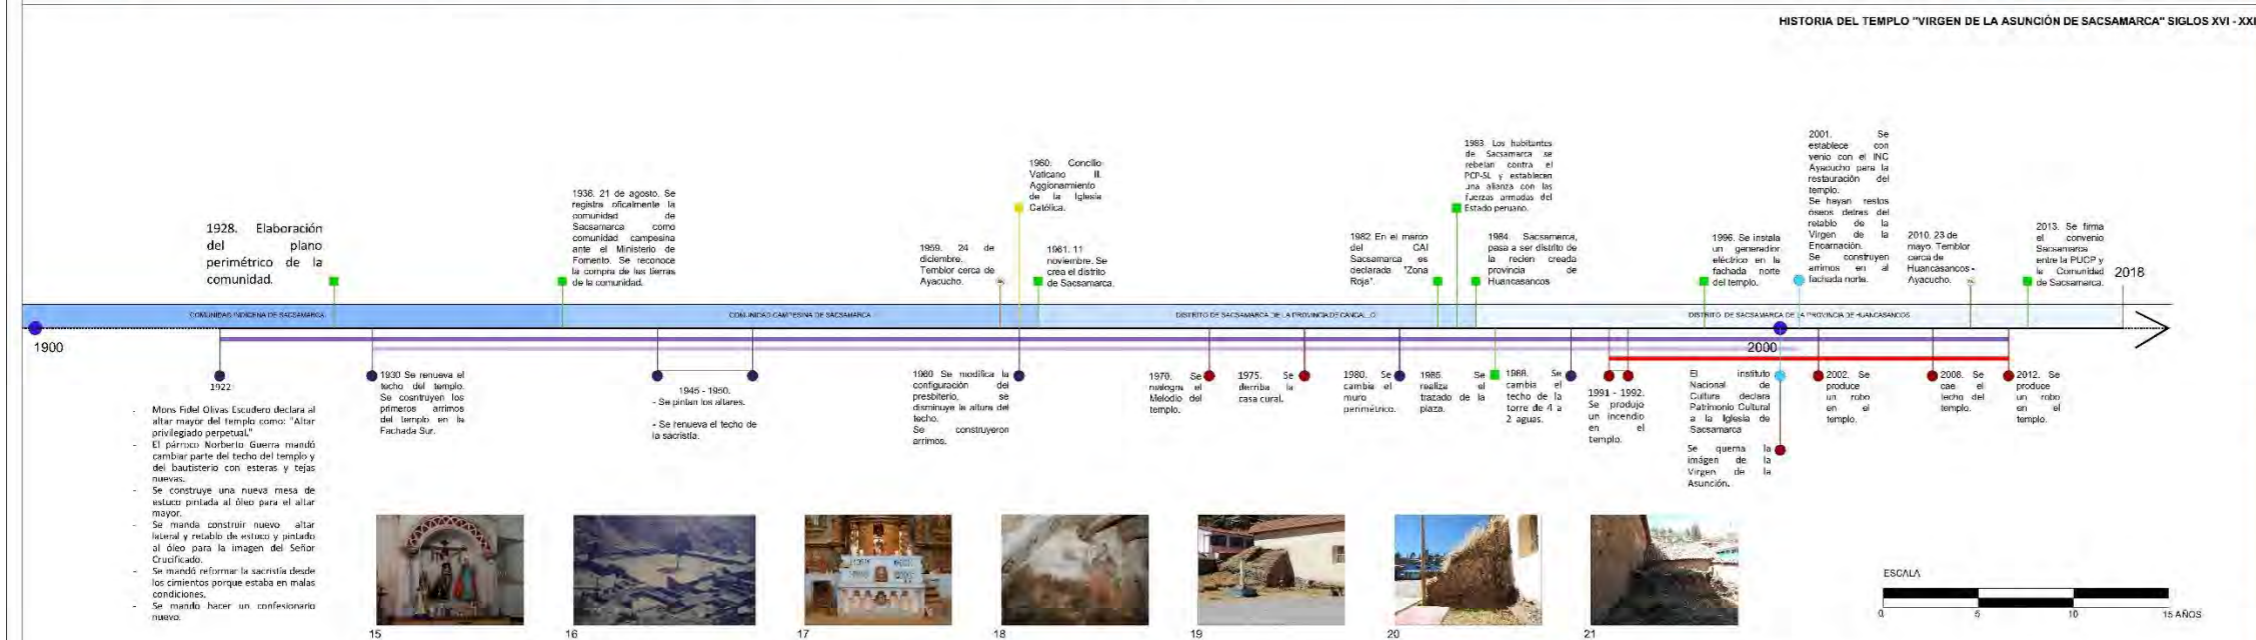 HISTORIA DEL TEMPLO "VIRGEN DE LA ASUNCIÓN DE SACSAMARCA" SIGLOS XVI - XXI
1928. Elaboración
del plano
perimétrico de la
comunidad.
1936. 21 de agosto. Se
registra oficialmente la
comunidad de
Sacsamarca como
comunidad campesina
ante el Ministerio de
Fomento. Se reconoce
la compra de las tierras
de la comunidad.
1959. 24 de
diciembre.
Temblor cerca de
Ayacucho.
1960. Concilio
Vaticano II.
Aggionamiento
de la Iglesia
Católica.
1961. 11
noviembre. Se
crea el distrito
de Sacsamarca.
1982 En el marco
del CAI
Sacsamarca es
declarada "Zona
Roja".
1983. Los habitantes
de Sacsamarca se
rebelan contra el
PCP-SL y establecen
una alianza con las
fuerzas armadas del
Estado peruano.
1984. Sacsamarca,
pasa a ser distrito de
la recien creada
provincia de
Huancasancos
1996. Se instala
un generador
eléctrico en la
fachada norte
del templo.
2001. Se
establece con
venio con el INC
Ayacucho para la
restauración del
templo.
Se hayan restos
óseos detras del
retablo de la
Virgen de la
Encarnación.
Se construyen
arrimos en al
fachada norte.
2010. 23 de
mayo. Temblor
cerca de
Huancasancos -
Ayacucho.
2013. Se firma
el convenio
Sacsamarca
entre la PUCP y
la Comunidad
de Sacsamarca.
2018
COMUNIDAD INDÍGENA DE SACSAMARCA
COMUNIDAD CAMPESINA DE SACSAMARCA
DISTRITO DE SACSAMARCA DE LA PROVINCIA DE CANGALLO
DISTRITO DE SACSAMARCA DE LA PROVINCIA DE HUANCASANCOS
1900
2000
1922
- Mons Fidel Olivas Escudero declara al
altar mayor del templo como: "Altar
privilegiado perpetual."
- El párroco Norberto Guerra mandó
cambiar parte del techo del templo y
del bautisterio con esteras y tejas
nuevas.
- Se construye una nueva mesa de
estuco pintada al óleo para el altar
mayor.
- Se manda construir nuevo altar
lateral y retablo de estuco y pintado
al óleo para la imagen del Señor
Crucificado.
- Se mandó reformar la sacristía desde
los cimientos porque estaba en malas
condiciones.
- Se mando hacer un confesionario
nuevo.
1930 Se renueva el
techo del templo.
Se construyen los
primeros arrimos
del templo en la
Fachada Sur.
1945 - 1950.
- Se pintan los altares.
- Se renueva el techo de
la sacristía.
1960 Se modifica la
configuración del
presbiterio, se
disminuye la altura del
techo.
Se construyeron
arrimos.
1970. Se
malogra el
Melodio del
templo.
1975. Se
derriba la
casa cural.
1980. Se
cambia el
muro
perimétrico.
1985. Se
realiza el
trazado de la
plaza.
1988. Se
cambia el
techo de la
torre de 4 a
2 aguas.
1991 - 1992.
Se produjo
un incendio
en el
templo.
El instituto
Nacional de
Cultura declara
Patrimonio Cultural
a la Iglesia de
Sacsamarca
Se quema la
imágen de la
Virgen de la
Asunción.
2002. Se
produce
un robo
en el
templo.
2008. Se
cae el
techo del
templo.
2012. Se
produce
un robo
en el
templo.
15
16
17
18
19
20
21
ESCALA
0 5 10 15 AÑOS